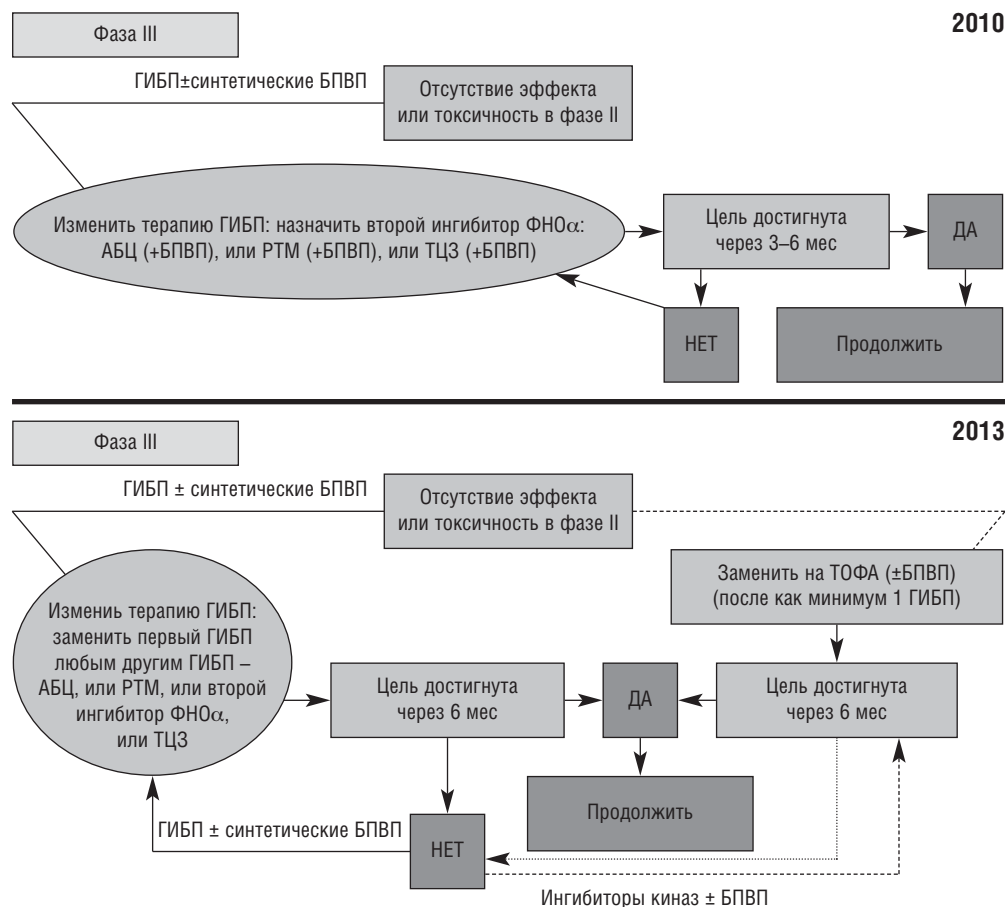 2010
Фаза III
ГИБП±синтетические БПВП
Отсутствие эффекта
или токсичность в фазе II
Изменить терапию ГИБП: назначить второй ингибитор ФНОα:
АБЦ (+БПВП), или РТМ (+БПВП), или ТЦЗ (+БПВП)
Цель достигнута
через 3–6 мес
ДА
НЕТ
Продолжить
2013
Фаза III
ГИБП ± синтетические БПВП
Отсутствие эффекта
или токсичность в фазе II
Заменить на ТОФА (±БПВП)
(после как минимум 1 ГИБП)
Измениь терапию ГИБП:
заменить первый ГИБП
любым другим ГИБП –
АБЦ, или РТМ, или второй
ингибитор ФНОα,
или ТЦЗ
Цель достигнута
через 6 мес
ДА
Цель достигнута
через 6 мес
Продолжить
ГИБП ± синтетические БПВП
НЕТ
Ингибиторы киназ ± БПВП